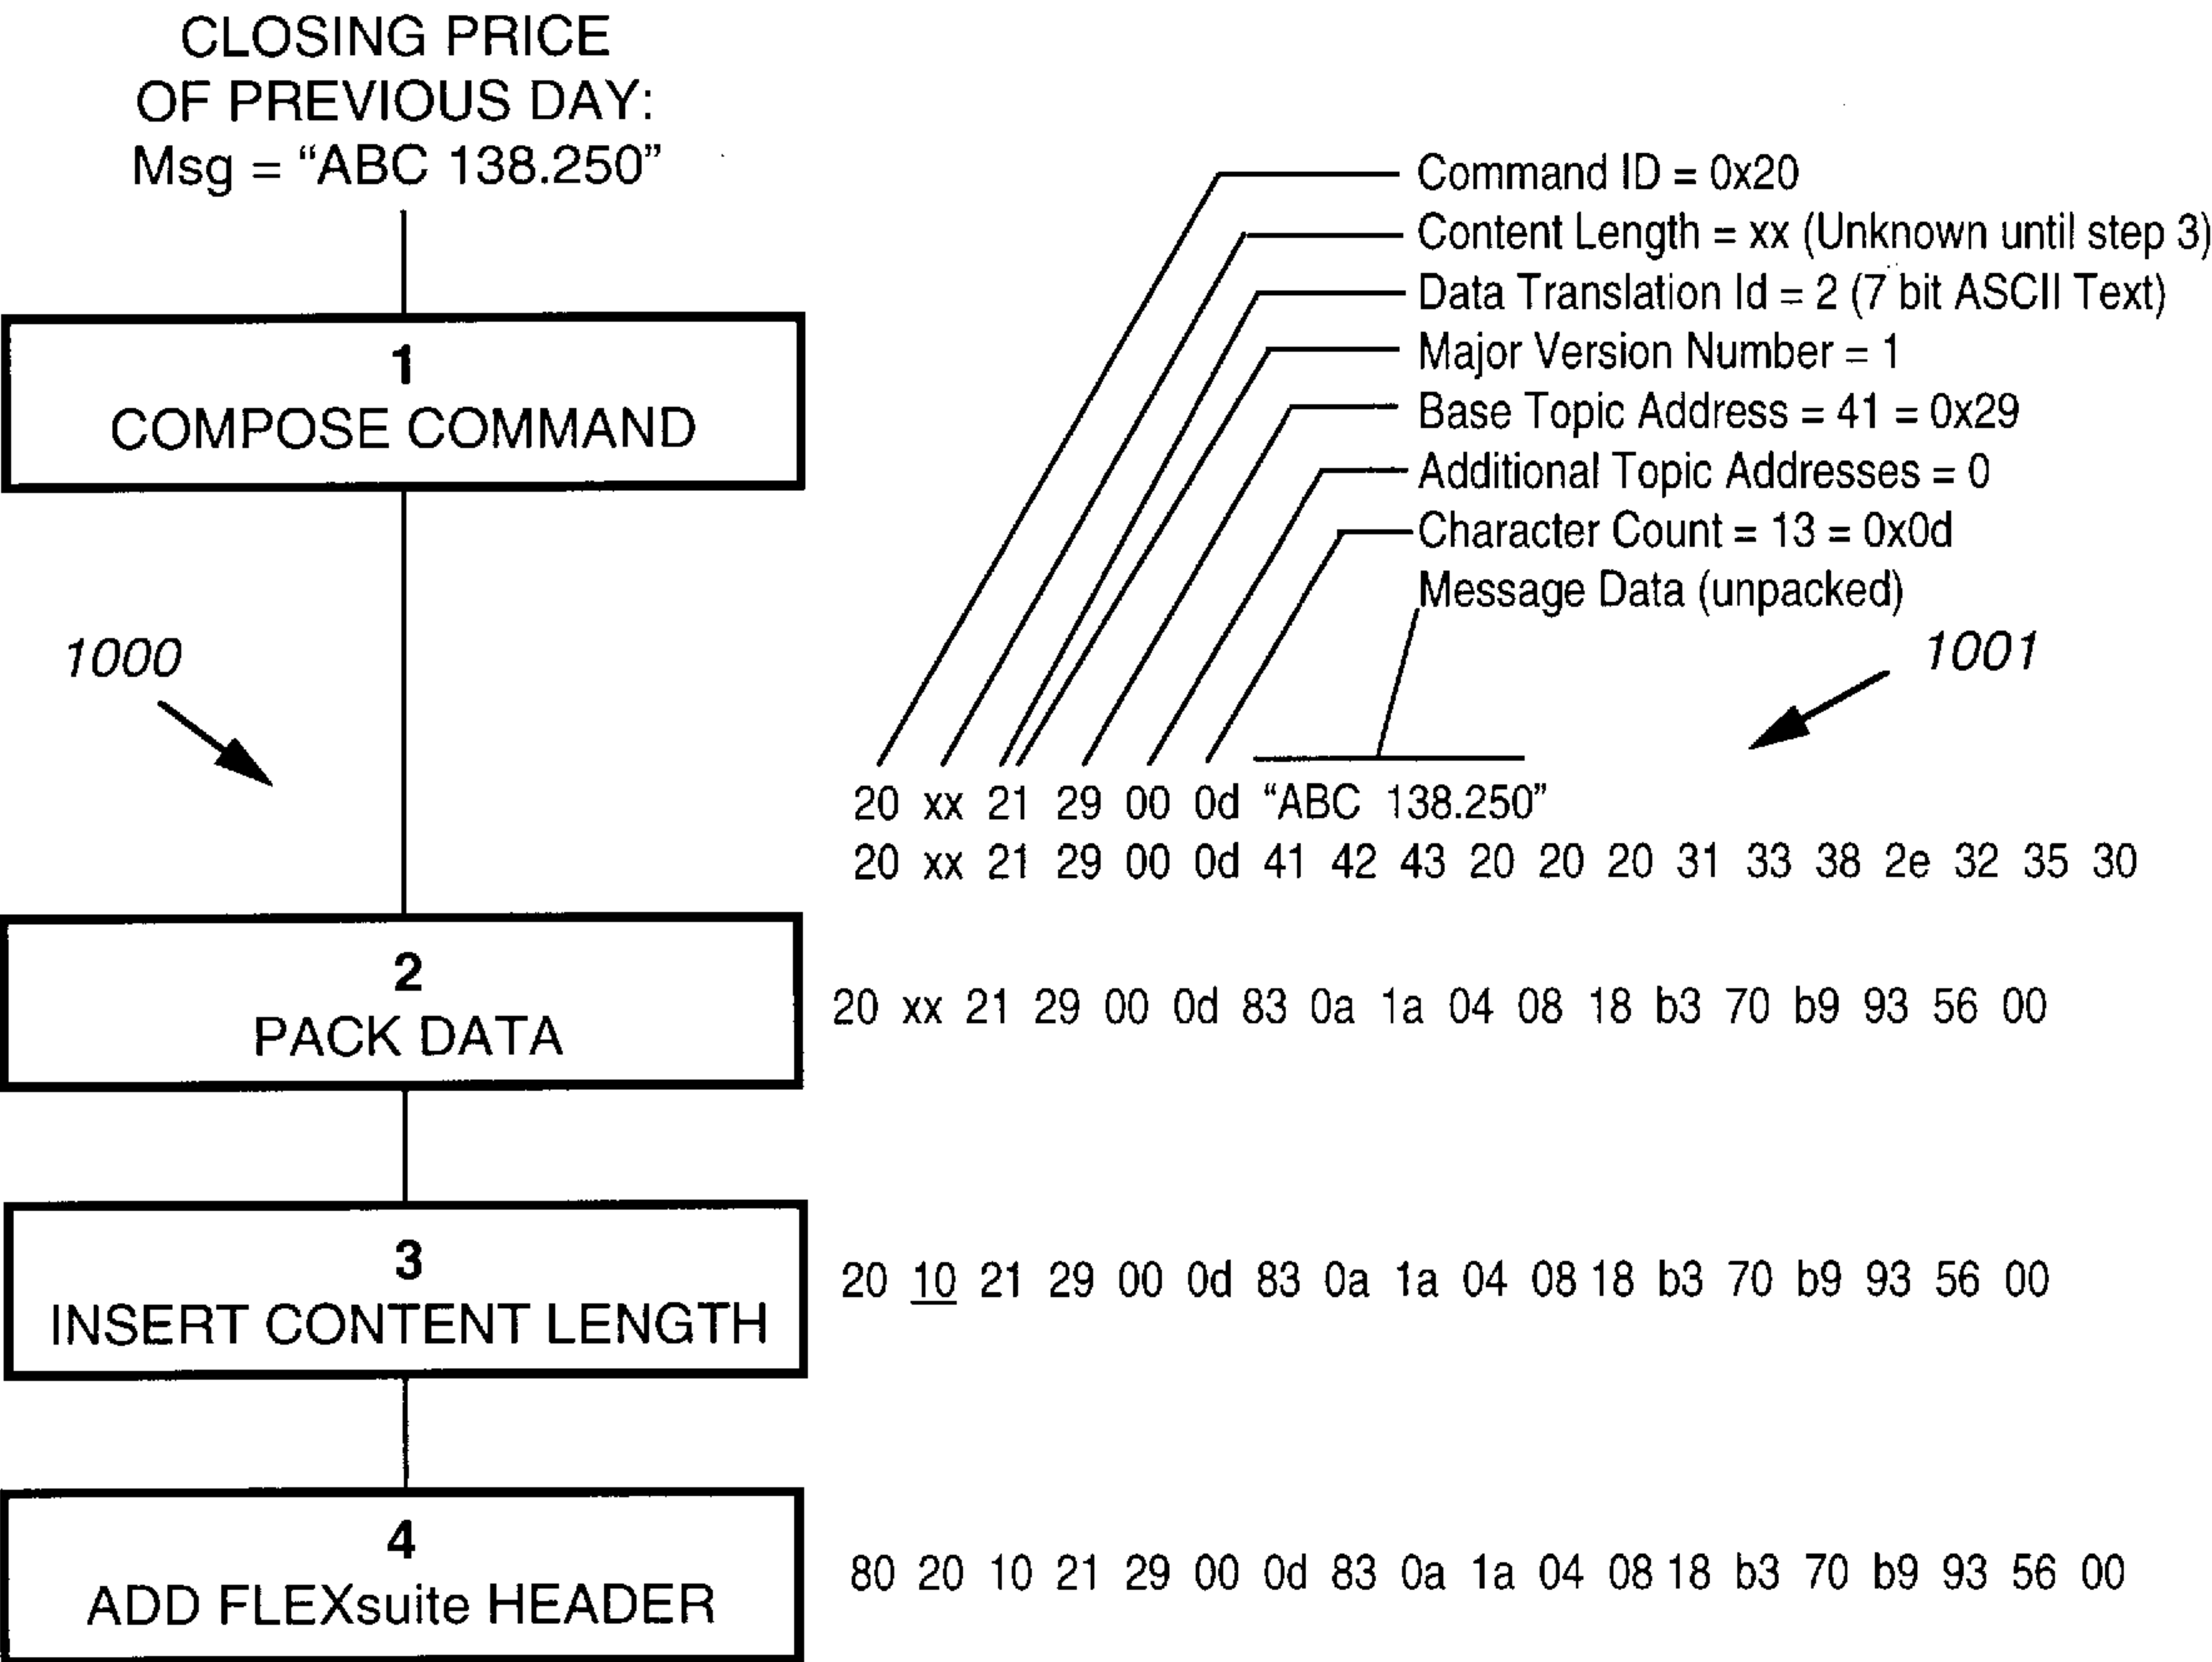 CLOSING PRICE
OF PREVIOUS DAY:
Msg = “ABC 138.250”
1
COMPOSE COMMAND
Command ID = 0x20
Content Length = xx (Unknown until step 3)
Data Translation Id = 2 (7 bit ASCII Text)
Major Version Number = 1
Base Topic Address = 41 = 0x29
Additional Topic Addresses = 0
Character Count = 13 = 0x0d
Message Data (unpacked)
1000
1001
20 xx 21 29 00 0d “ABC 138.250”
20 xx 21 29 00 0d 41 42 43 20 20 20 31 33 38 2e 32 35 30
2
PACK DATA
20 xx 21 29 00 0d 83 0a 1a 04 08 18 b3 70 b9 93 56 00
3
INSERT CONTENT LENGTH
20 10 21 29 00 0d 83 0a 1a 04 08 18 b3 70 b9 93 56 00
4
ADD FLEXsuite HEADER
80 20 10 21 29 00 0d 83 0a 1a 04 08 18 b3 70 b9 93 56 00